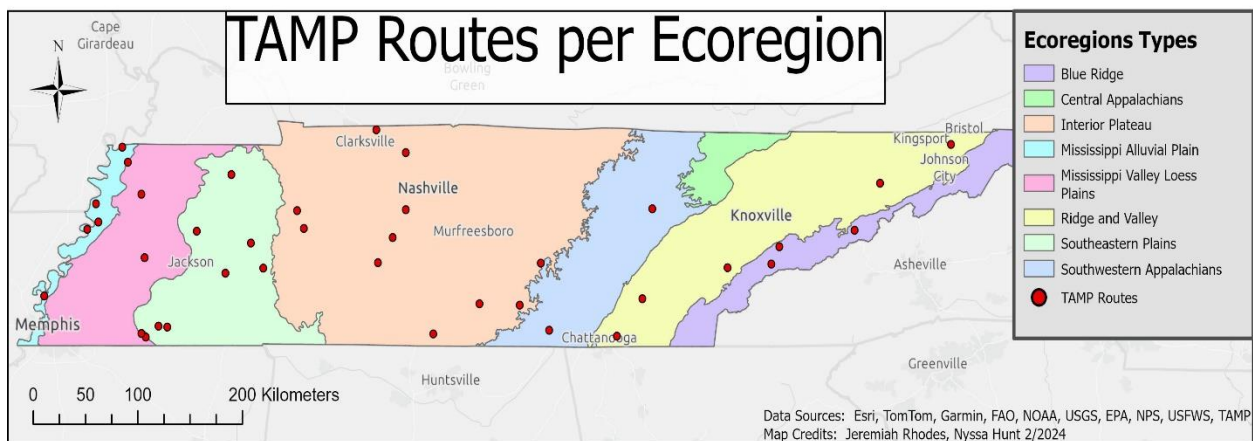 TAMP Routes per Ecoregion
Cape
Girardeau
N
Bowling
Green
Clarksville
Nashville
Murfreesboro
Jackson
Memphis
Knoxville
Kingsport
Bristol
Johnson
City
Asheville
Chattanooga
Huntsville
Greenville
Ecoregions Types
Blue Ridge
Central Appalachians
Interior Plateau
Mississippi Alluvial Plain
Mississippi Valley Loess
Plains
Ridge and Valley
Southeastern Plains
Southwestern Appalachians
TAMP Routes
0 50 100 200 Kilometers
Data Sources: Esri, TomTom, Garmin, FAO, NOAA, USGS, EPA, NPS, USFWS, TAMP
Map Credits: Jeremiah Rhodes, Nyssa Hunt 2/2024